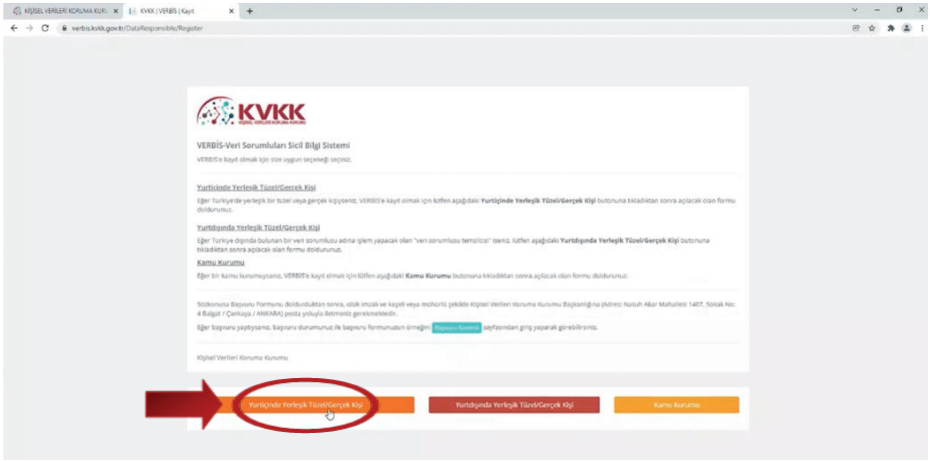 KİŞİSEL VERİLERİ KORUMA KUR.
KVKK | VERBİS | Kayıt
verbis.kvkk.gov.tr/DataResponsible/Register
KVKK
KİŞİSEL VERİLERİ KORUMA KURUMU
VERBİS-Veri Sorumluları Sicil Bilgi Sistemi
VERBİS'e kayıt olmak için size uygun seçeneği seçiniz.
Yurtiçinde Yerleşik Tüzel/Gerçek Kişi
Eğer Türkiye'de yerleşik bir tüzel veya gerçek kişiyseniz, VERBİS'e kayıt olmak için lütfen aşağıdaki Yurtiçinde Yerleşik Tüzel/Gerçek Kişi butonuna tıkladıktan sonra açılacak olan formu
doldurunuz.
Yurtdışında Yerleşik Tüzel/Gerçek Kişi
Eğer Türkiye dışında bulunan bir veri sorumlusu adına işlem yapacak olan "veri sorumlusu temsilcisi" iseniz, lütfen aşağıdaki Yurtdışında Yerleşik Tüzel/Gerçek Kişi butonuna
tıkladıktan sonra açılacak olan formu doldurunuz.
Kamu Kurumu
Eğer bir kamu kurumuysanız, VERBİS'e kayıt olmak için lütfen aşağıdaki Kamu Kurumu butonuna tıkladıktan sonra açılacak olan formu doldurunuz.
Sözkonusu Başvuru Formunu doldurduktan sonra, ıslak imzalı ve kaşeli veya mühürlü şekilde Kişisel Verileri Koruma Kurumu Başkanlığına (Adres: Nasuh Akar Mahallesi 1407. Sokak No:
4 Balgat / Çankaya / ANKARA) posta yoluyla iletmeniz gerekmektedir.
Eğer başvuru yaptıysanız, başvuru durumunuz ile başvuru formunuzun örneğini sayfasından giriş yaparak görebilirsiniz.
Kişisel Verileri Koruma Kurumu
Yurtiçinde Yerleşik Tüzel/Gerçek Kişi
Yurtdışında Yerleşik Tüzel/Gerçek Kişi
Kamu Kurumu